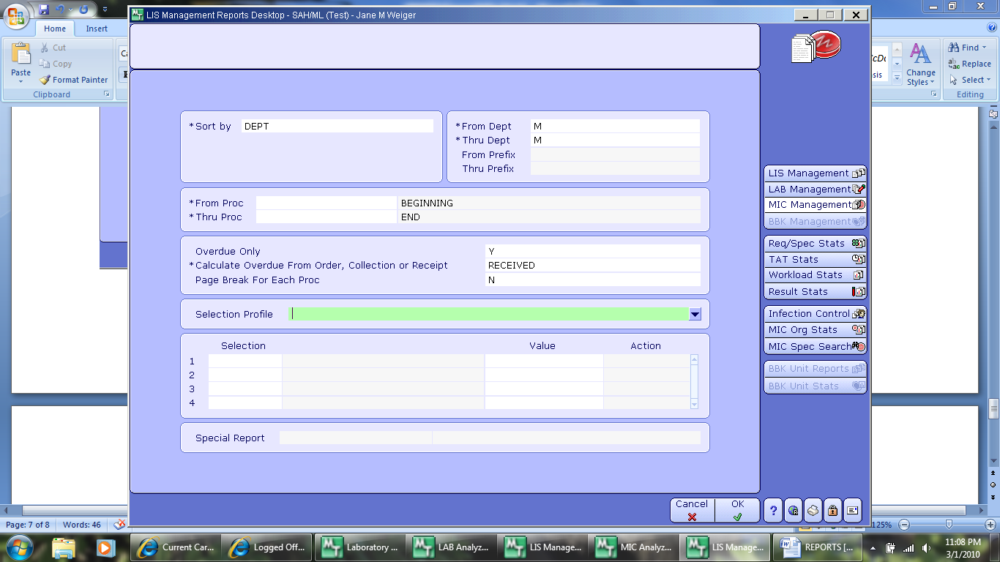 LIS Management Reports Desktop - SAH/ML (Test) - Jane M Weiger
Home Insert
Cut
Copy
Format Painter
Paste
Clipboard
Change
Styles
Find
Replace
Select
Editing
*Sort by DEPT
*From Dept M
*Thru Dept M
From Prefix
Thru Prefix
*From Proc BEGINNING
*Thru Proc END
Overdue Only Y
*Calculate Overdue From Order, Collection or Receipt RECEIVED
Page Break For Each Proc N
Selection Profile
Selection Value Action
1
2
3
4
Special Report
LIS Management
LAB Management
MIC Management
BBK Management
Req/Spec Stats
TAT Stats
Workload Stats
Result Stats
Infection Control
MIC Org Stats
MIC Spec Search
BBK Unit Reports
BBK Unit Stats
Cancel OK
?
Page: 7 of 8 Words: 46 125%
Current Car... Logged Off... Laboratory ... LAB Analyz... LIS Manage... MIC Analyz... LIS Manage... REPORTS [...
11:08 PM
3/1/2010